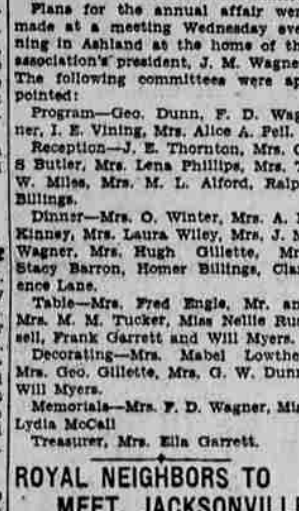 Plans for the annual affair wer
made at a meeting Wednesday eve
ning in Ashland at the home of th
association's president, J. M. Wagne
The following committees were ap
pointed:
Program—Geo. Dunn, F. D. Wag
ner, I. E. Vining, Mrs. Alice A. Pell.
Reception—J. E. Thornton, Mrs. C
S Butler, Mrs. Lena Phillips, Mrs.
W. Miles, Mrs. M. L. Alford, Ralp
Billings.
Dinner—Mrs. O. Winter, Mrs. A.
Kinney, Mrs. Laura Wiley, Mrs. J. M
Wagner, Mrs. Hugh Gillette, Mr
Stacy Barron, Homer Billings, Cla
ence Lane.
Table—Mrs. Fred Engle, Mr. an
Mrs. M. M. Tucker, Miss Nellie Rus
sell, Frank Garrett and Will Myers.
Decorating—Mrs. Mabel Lowthe
Mrs. Geo. Gillette, Mrs. G. W. Dunn
Will Myers.
Memorials—Mrs. F. D. Wagner, Mis
Lydia McCall
Treasurer, Mrs. Ella Garrett.
ROYAL NEIGHBORS TO
MEET JACKSONVILLE